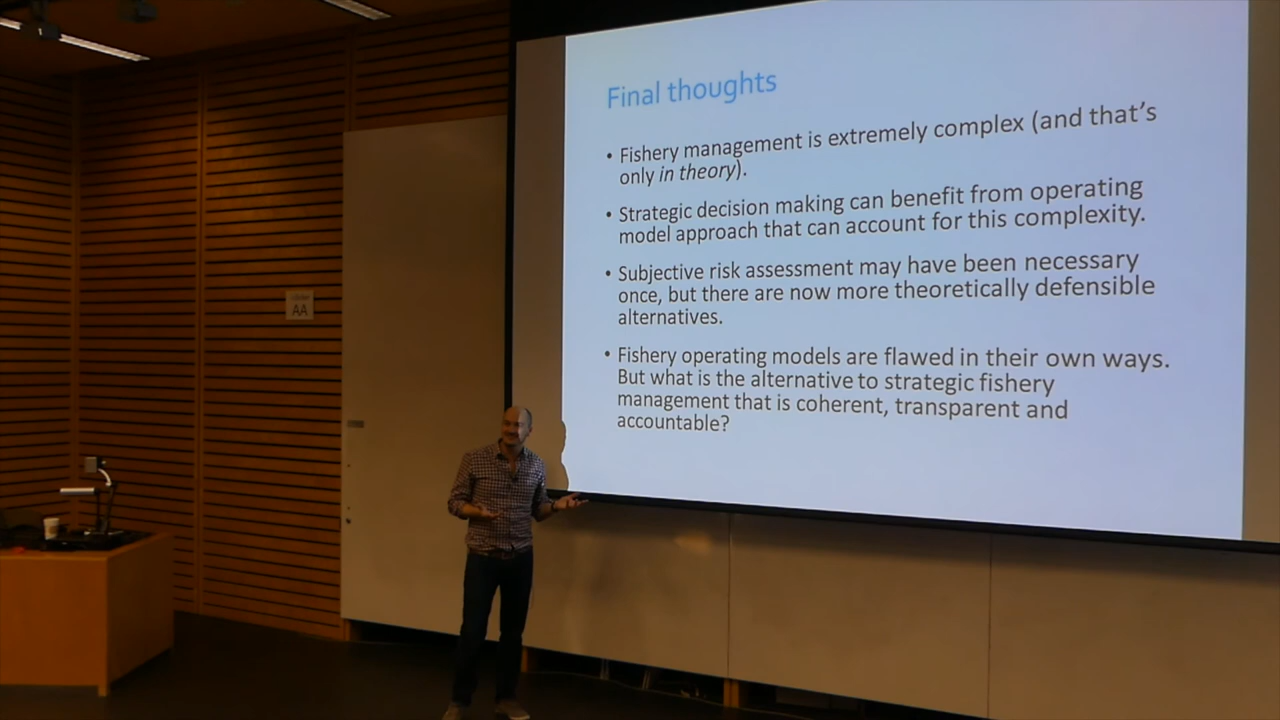 Final thoughts
• Fishery management is extremely complex (and that's
only in theory).
• Strategic decision making can benefit from operating
model approach that can account for this complexity.
• Subjective risk assessment may have been necessary
once, but there are now more theoretically defensible
alternatives.
• Fishery operating models are flawed in their own ways.
But what is the alternative to strategic fishery
management that is coherent, transparent and
accountable?
AA